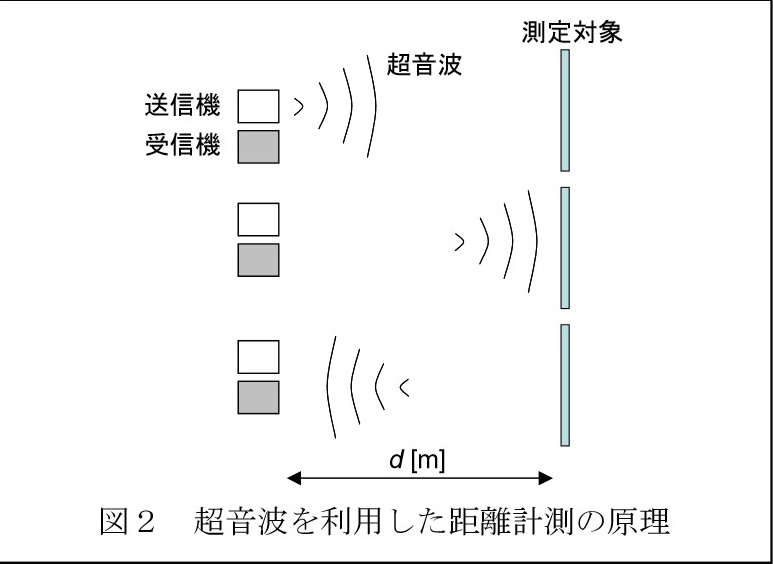 測定対象
超音波
送信機
受信機
d [m]
図２　超音波を利用した距離計測の原理